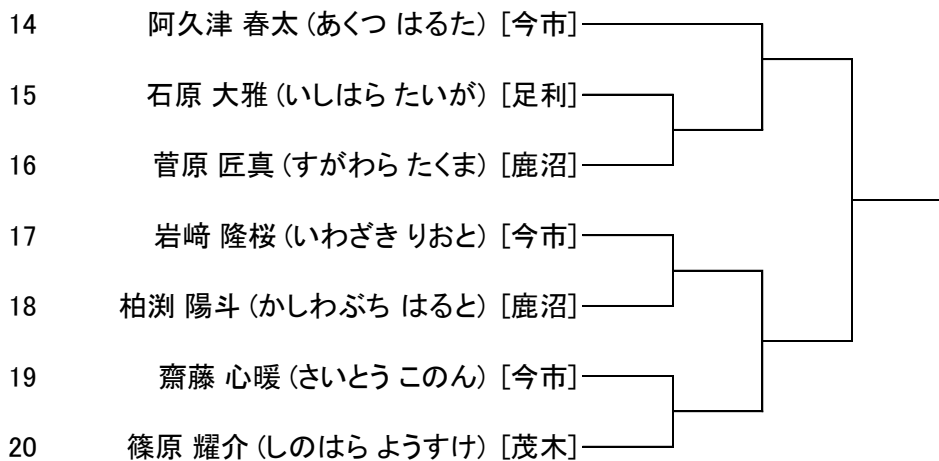 14 阿久津 春太 (あくつ はるた) [今市]
15 石原 大雅 (いしはら たいが) [足利]
16 菅原 匠真 (すがわら たくま) [鹿沼]
17 岩﨑 隆桜 (いわざき りおと) [今市]
18 柏渕 陽斗 (かしわぶち はると) [鹿沼]
19 齋藤 心暖 (さいとう このん) [今市]
20 篠原 耀介 (しのはら ようすけ) [茂木]